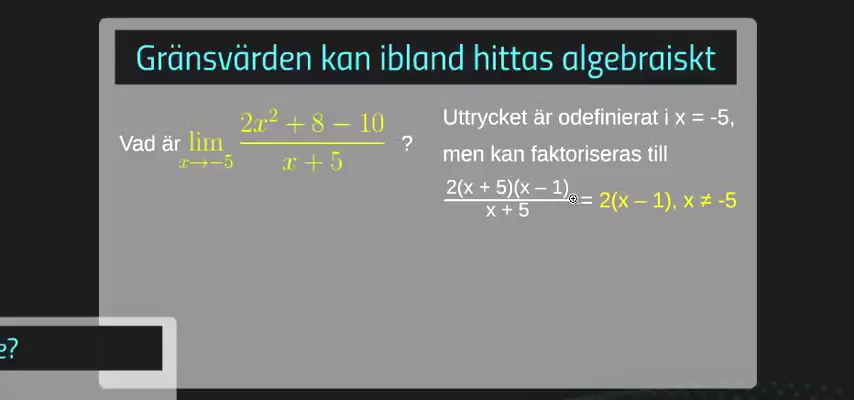 Gränsvärden kan ibland hittas algebraiskt
Vad är lim x→−5 (2x² + 8 − 10)/(x + 5) ?
Uttrycket är odefinierat i x = -5,
men kan faktoriseras till
2(x + 5)(x – 1)
x + 5
= 2(x – 1), x ≠ -5
e?